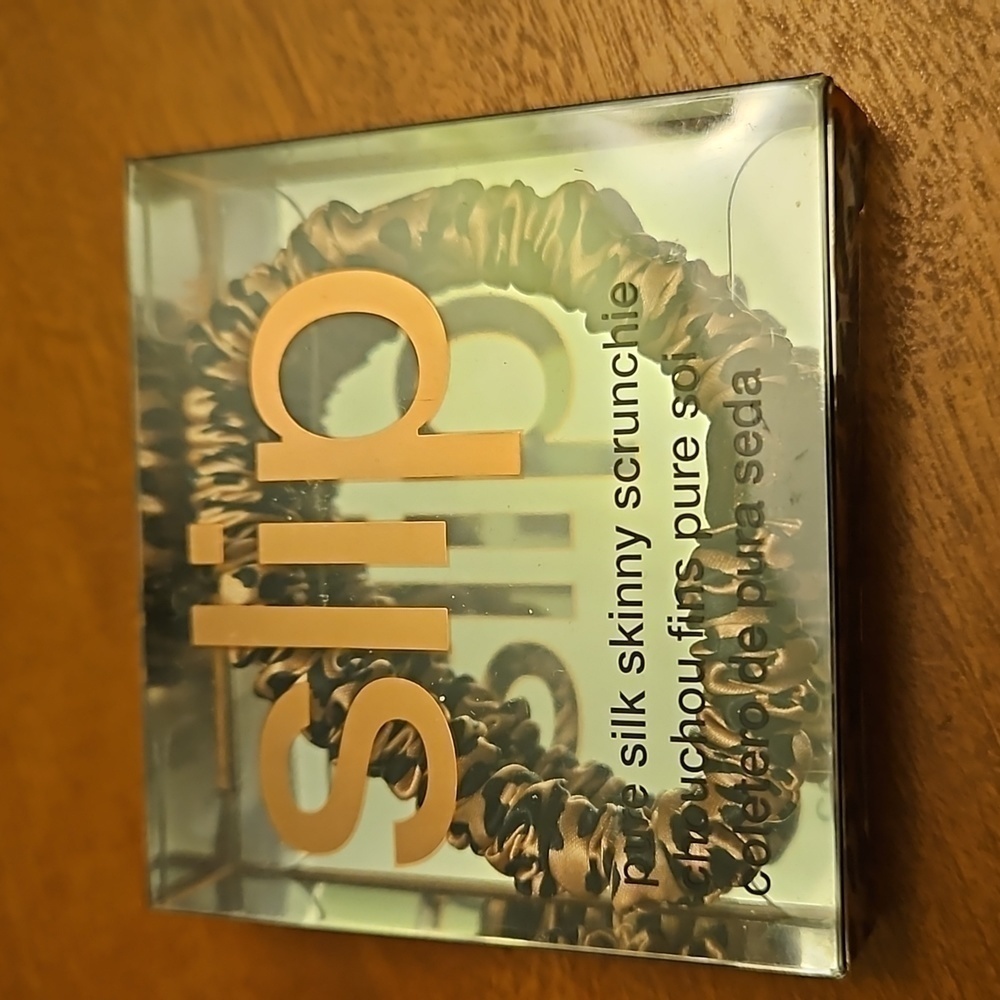 slip
pure silk skinny scrunchie
chouchou fins pure soi
coletero de pura seda